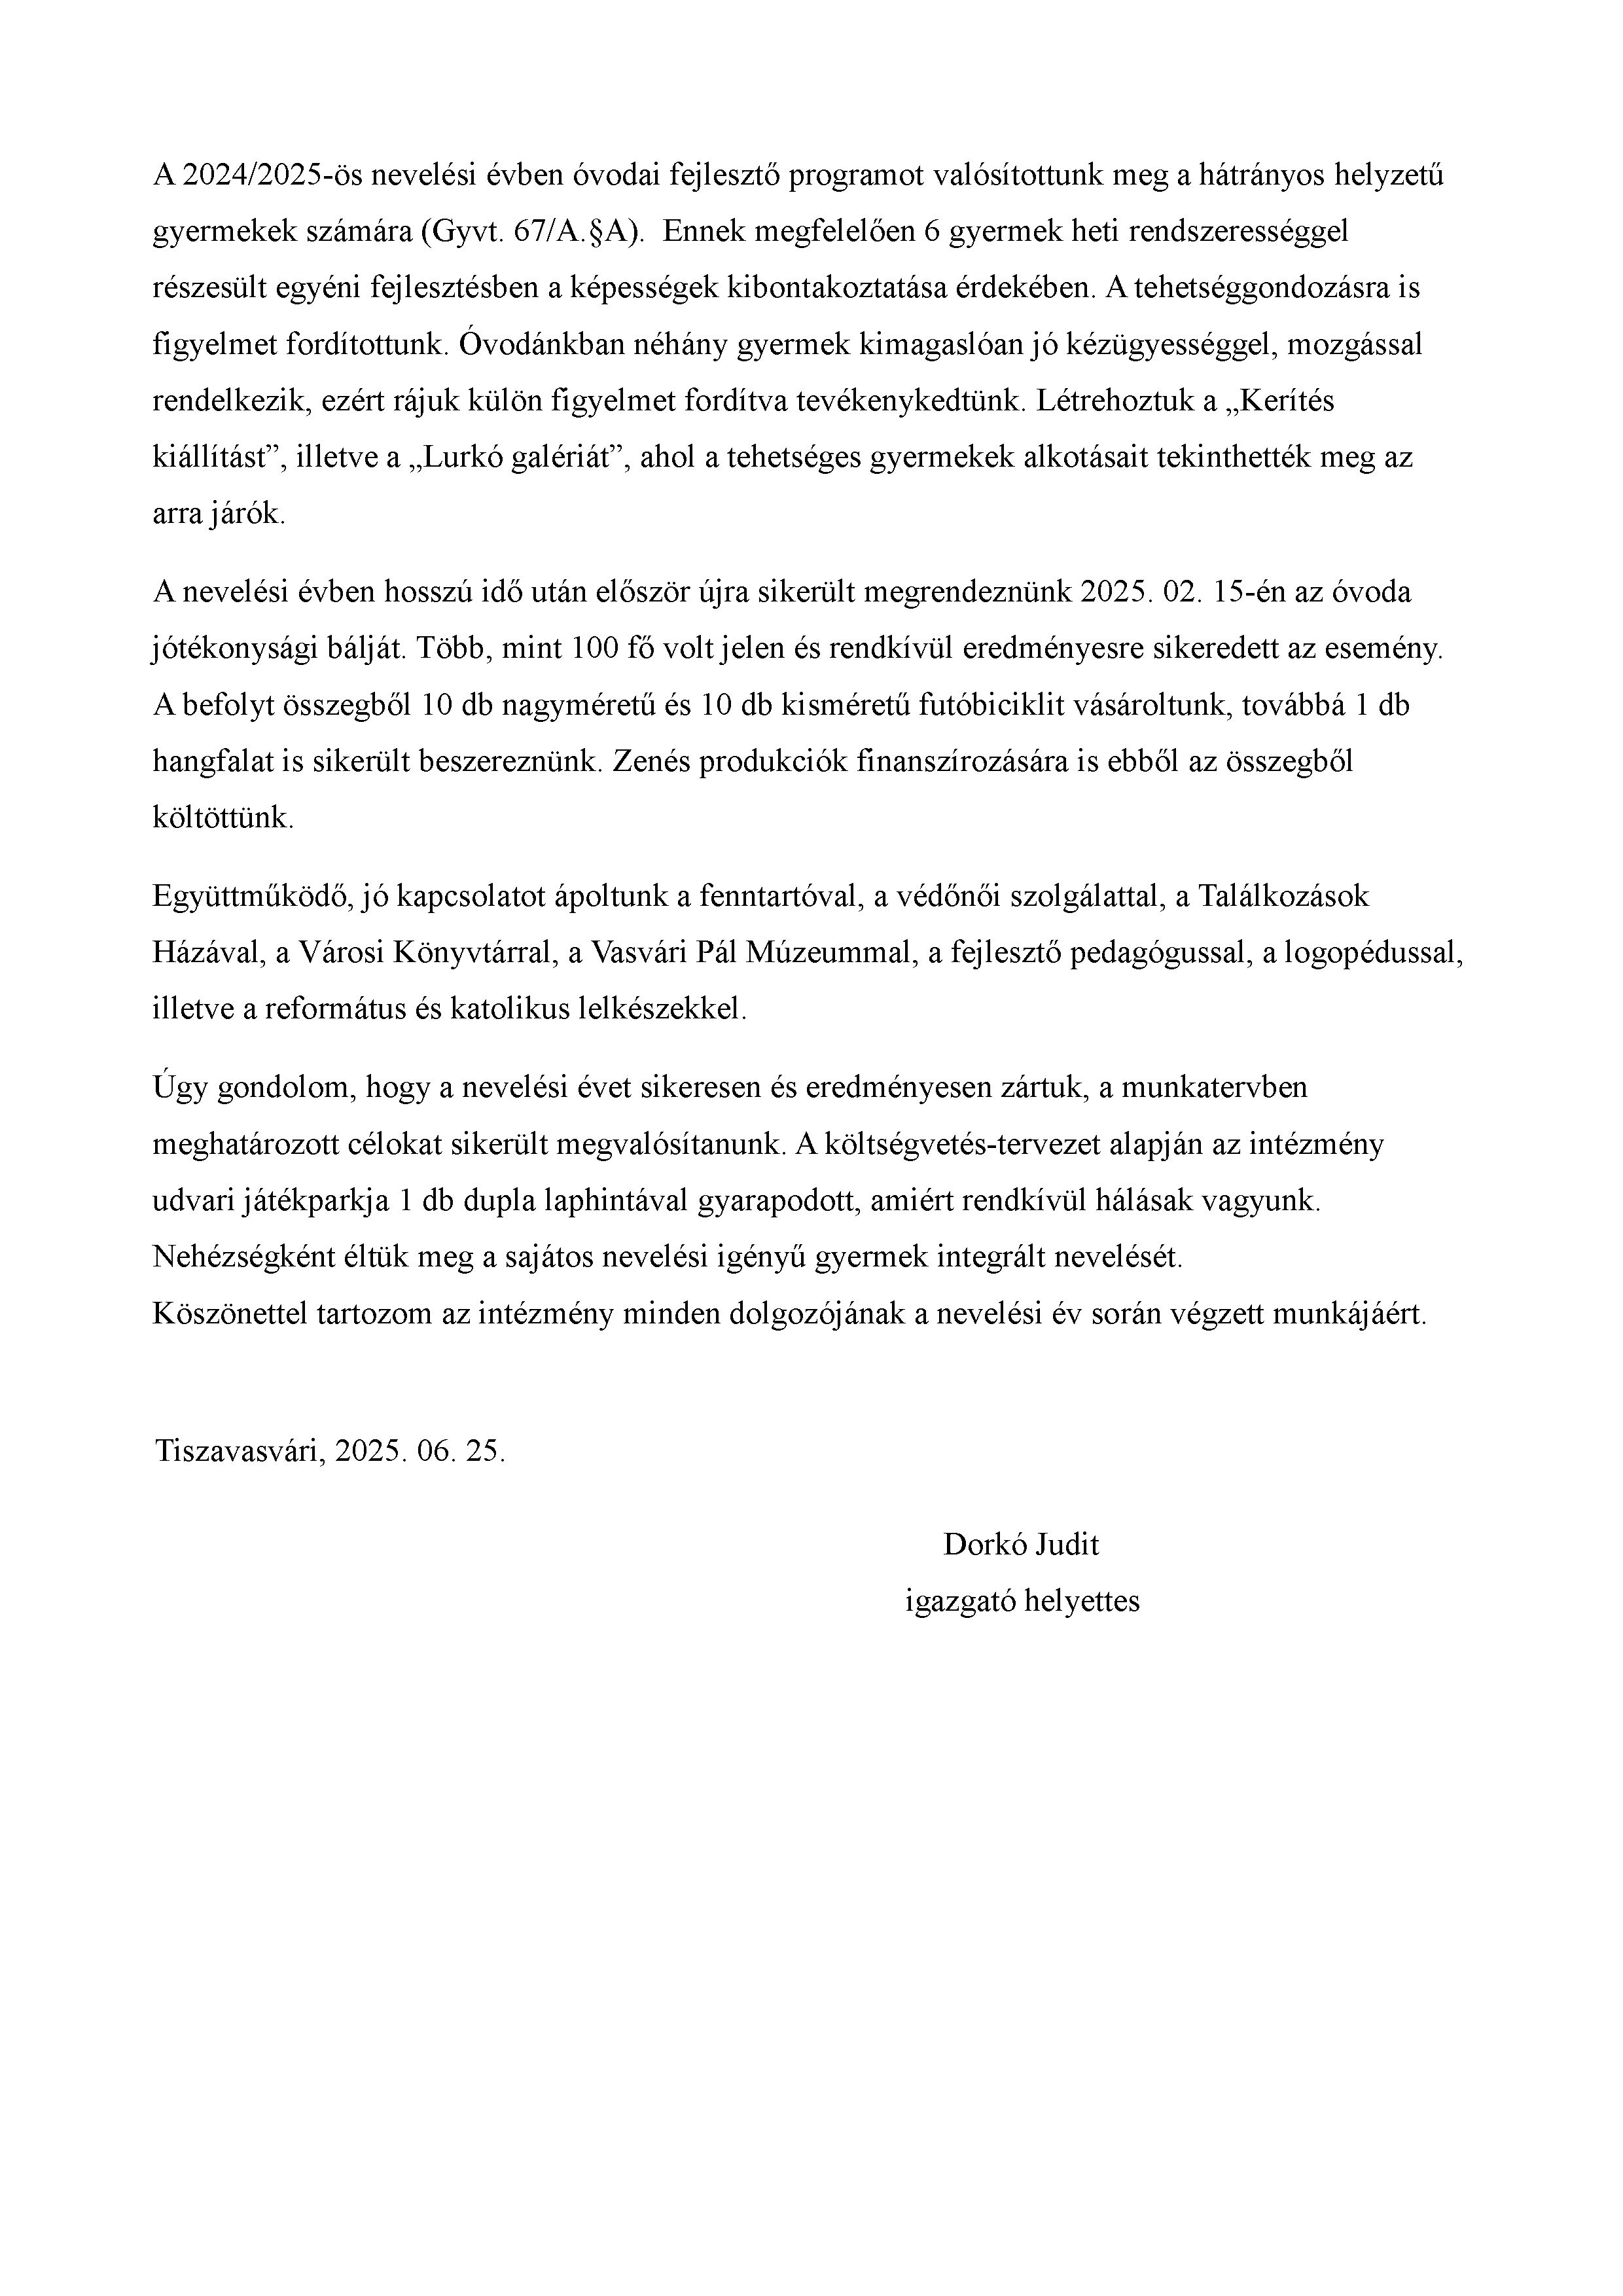 A 2024/2025-ös nevelési évben óvodai fejlesztő programot valósítottunk meg a hátrányos helyzetű
gyermekek számára (Gyvt. 67/A.§A).  Ennek megfelelően 6 gyermek heti rendszerességgel
részesült egyéni fejlesztésben a képességek kibontakoztatása érdekében. A tehetséggondozásra is
figyelmet fordítottunk. Óvodánkban néhány gyermek kimagaslóan jó kézügyességgel, mozgással
rendelkezik, ezért rájuk külön figyelmet fordítva tevékenykedtünk. Létrehoztuk a „Kerítés
kiállítást”, illetve a „Lurkó galériát”, ahol a tehetséges gyermekek alkotásait tekinthették meg az
arra járók.
A nevelési évben hosszú idő után először újra sikerült megrendeznünk 2025. 02. 15-én az óvoda
jótékonysági bálját. Több, mint 100 fő volt jelen és rendkívül eredményesre sikeredett az esemény.
A befolyt összegből 10 db nagyméretű és 10 db kisméretű futóbiciklit vásároltunk, továbbá 1 db
hangfalat is sikerült beszereznünk. Zenés produkciók finanszírozására is ebből az összegből
költöttünk.
Együttműködő, jó kapcsolatot ápoltunk a fenntartóval, a védőnői szolgálattal, a Találkozások
Házával, a Városi Könyvtárral, a Vasvári Pál Múzeummal, a fejlesztő pedagógussal, a logopédussal,
illetve a református és katolikus lelkészekkel.
Úgy gondolom, hogy a nevelési évet sikeresen és eredményesen zártuk, a munkatervben
meghatározott célokat sikerült megvalósítanunk. A költségvetés-tervezet alapján az intézmény
udvari játékparkja 1 db dupla laphintával gyarapodott, amiért rendkívül hálásak vagyunk.
Nehézségként éltük meg a sajátos nevelési igényű gyermek integrált nevelését.
Köszönettel tartozom az intézmény minden dolgozójának a nevelési év során végzett munkájáért.
Tiszavasvári, 2025. 06. 25.
Dorkó Judit
igazgató helyettes